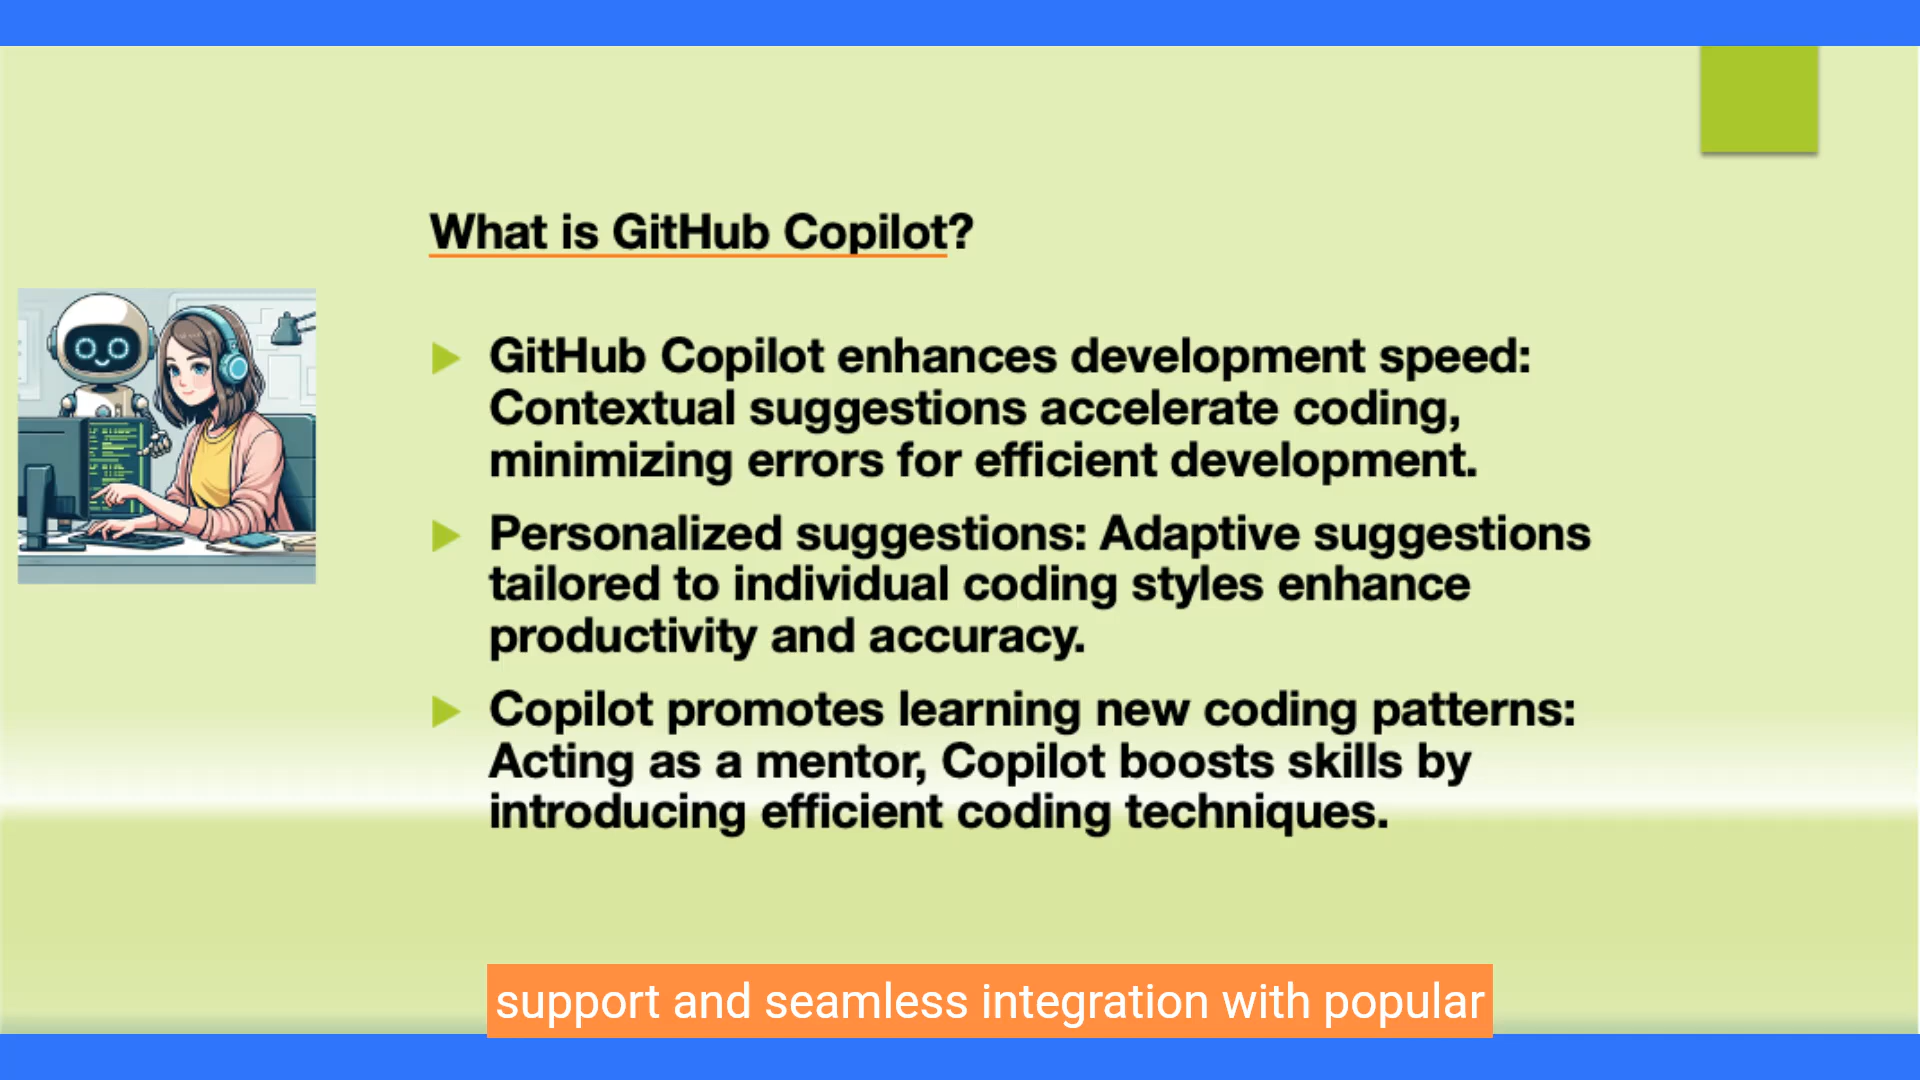 What is GitHub Copilot?
GitHub Copilot enhances development speed:
Contextual suggestions accelerate coding,
minimizing errors for efficient development.
Personalized suggestions: Adaptive suggestions
tailored to individual coding styles enhance
productivity and accuracy.
Copilot promotes learning new coding patterns:
Acting as a mentor, Copilot boosts skills by
introducing efficient coding techniques.
support and seamless integration with popular